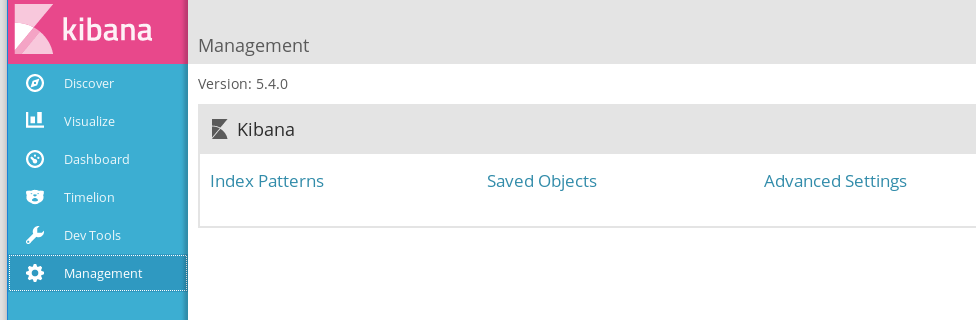 kibana
Discover
Visualize
Dashboard
Timelion
Dev Tools
Management
Management
Version: 5.4.0
Kibana
Index Patterns Saved Objects Advanced Settings